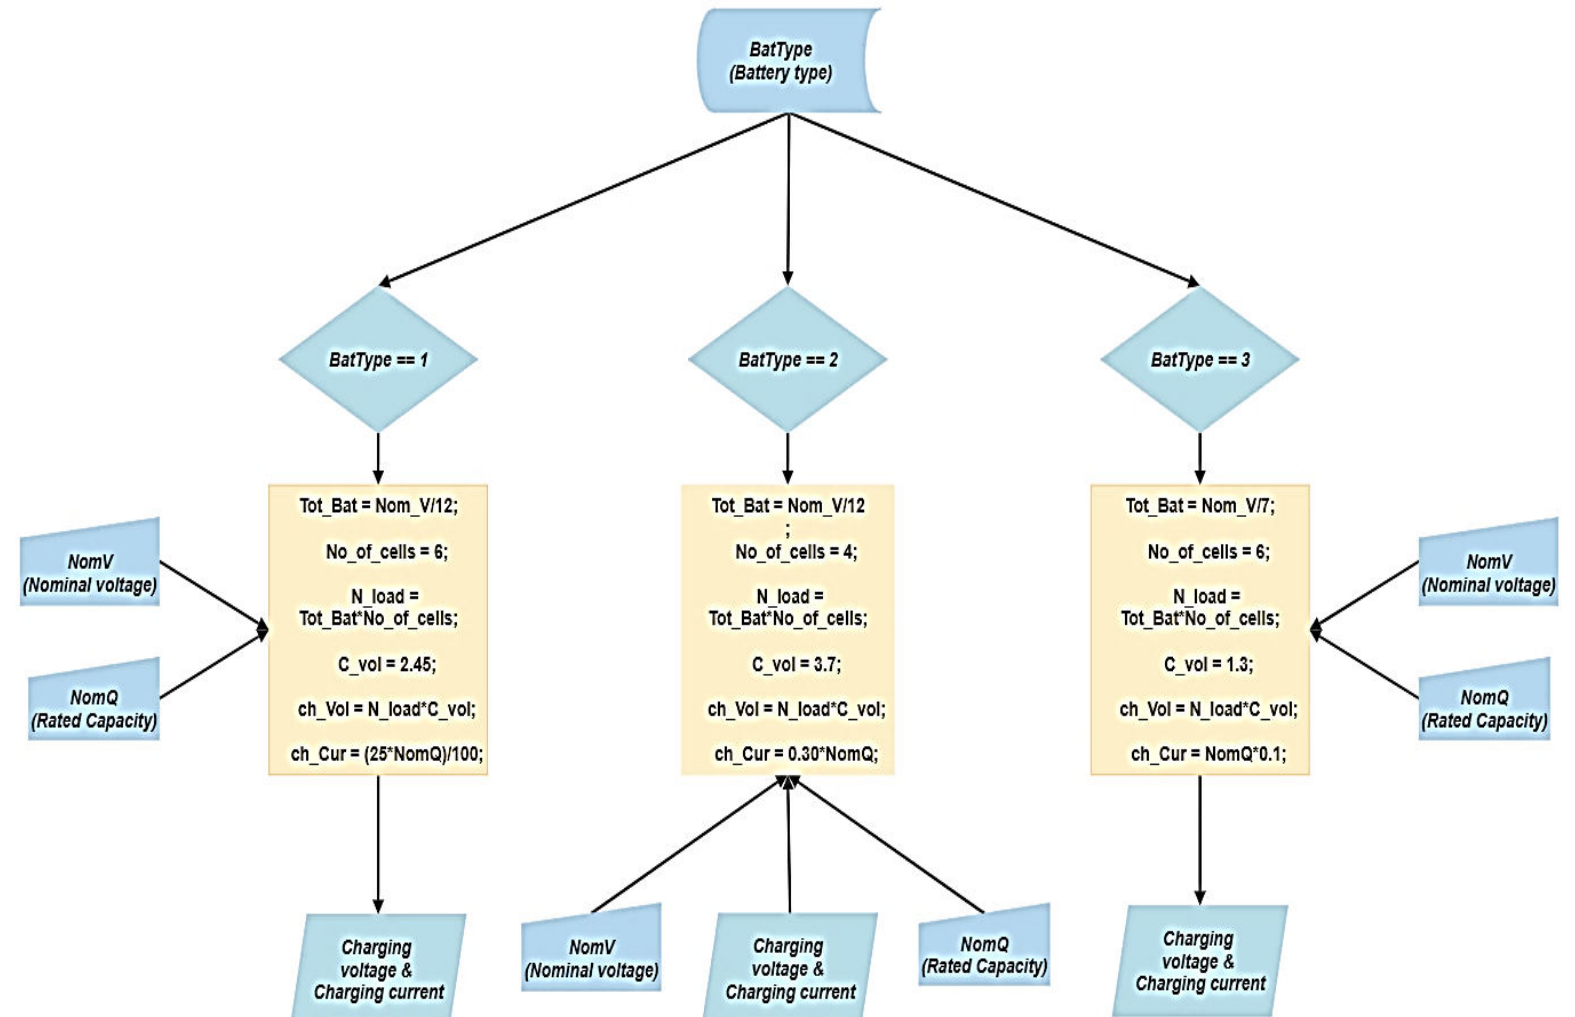 BatType
(Battery type)
BatType == 1
BatType == 2
BatType == 3
Tot_Bat = Nom_V/12;
No_of_cells = 6;
N_load =
Tot_Bat*No_of_cells;
C_vol = 2.45;
ch_Vol = N_load*C_vol;
ch_Cur = (25*NomQ)/100;
Tot_Bat = Nom_V/12
;
No_of_cells = 4;
N_load =
Tot_Bat*No_of_cells;
C_vol = 3.7;
ch_Vol = N_load*C_vol;
ch_Cur = 0.30*NomQ;
Tot_Bat = Nom_V/7;
No_of_cells = 6;
N_load =
Tot_Bat*No_of_cells;
C_vol = 1.3;
ch_Vol = N_load*C_vol;
ch_Cur = NomQ*0.1;
NomV
(Nominal voltage)
NomQ
(Rated Capacity)
NomV
(Nominal voltage)
NomQ
(Rated Capacity)
Charging
voltage &
Charging current
NomV
(Nominal voltage)
Charging
voltage &
Charging current
NomQ
(Rated Capacity)
Charging
voltage &
Charging current